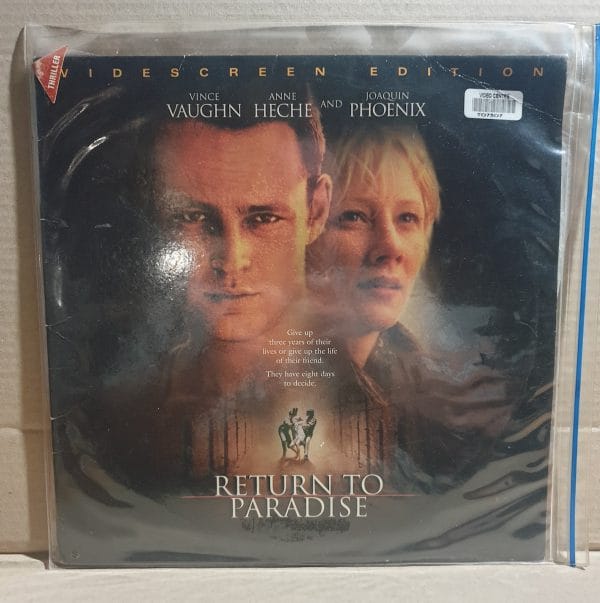 THRILLER
WIDESCREEN EDITION
VINCE VAUGHN ANNE HECHE AND JOAQUIN PHOENIX
VIDEO CENTRE
Give up
three years of their
lives or give up the life
of their friend.
They have eight days
to decide.
RETURN TO
PARADISE